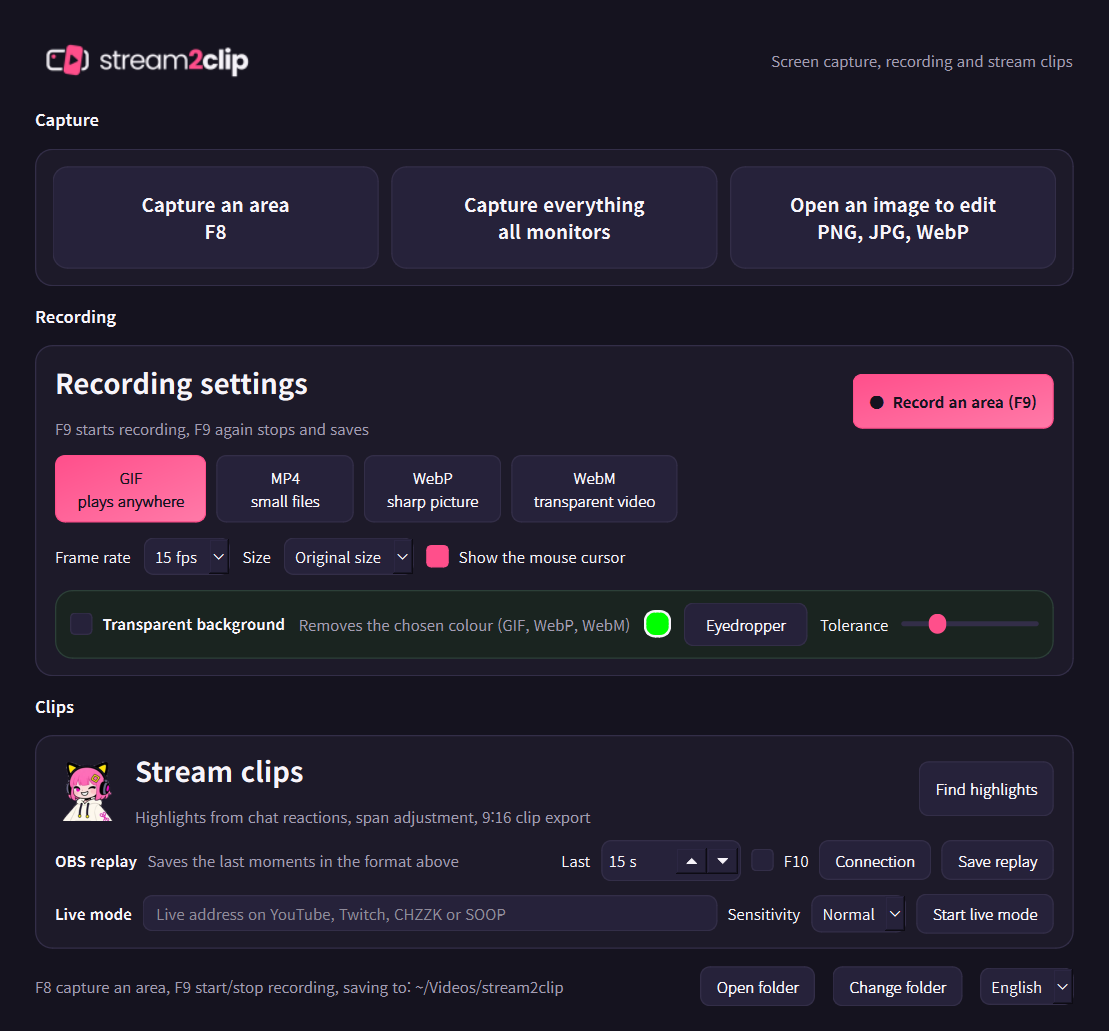 stream2clip
Screen capture, recording and stream clips
Capture
Capture an area
F8
Capture everything
all monitors
Open an image to edit
PNG, JPG, WebP
Recording
Recording settings
Record an area (F9)
F9 starts recording, F9 again stops and saves
GIF
plays anywhere
MP4
small files
WebP
sharp picture
WebM
transparent video
Frame rate 15 fps Size Original size Show the mouse cursor
Transparent background Removes the chosen colour (GIF, WebP, WebM) Eyedropper Tolerance
Clips
Stream clips
Find highlights
Highlights from chat reactions, span adjustment, 9:16 clip export
OBS replay Saves the last moments in the format above Last 15 s F10 Connection Save replay
Live mode Live address on YouTube, Twitch, CHZZK or SOOP Sensitivity Normal Start live mode
F8 capture an area, F9 start/stop recording, saving to: ~/Videos/stream2clip Open folder Change folder English